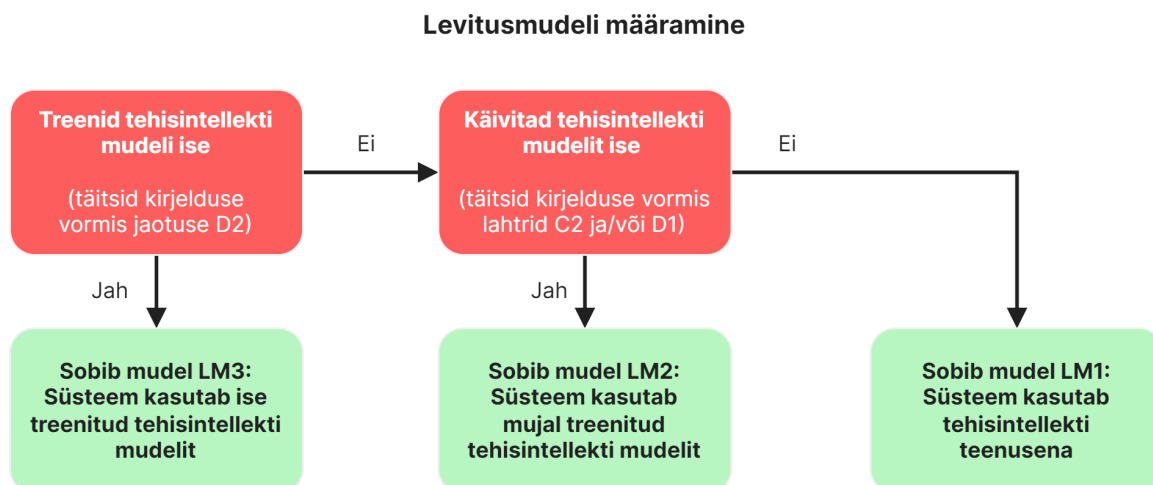 Levitusmudeli määramine
Treenid tehisintellekti
mudeli ise
(täitsid kirjelduse
vormis jaotuse D2)
Ei
Käivitad tehisintellekti
mudelit ise
(täitsid kirjelduse vormis
lahtrid C2 ja/või D1)
Ei
Jah
Jah
Sobib mudel LM3:
Süsteem kasutab ise
treenitud tehisintellekti
mudelit
Sobib mudel LM2:
Süsteem kasutab
mujal treenitud
tehisintellekti mudelit
Sobib mudel LM1:
Süsteem kasutab
tehisintellekti
teenusena